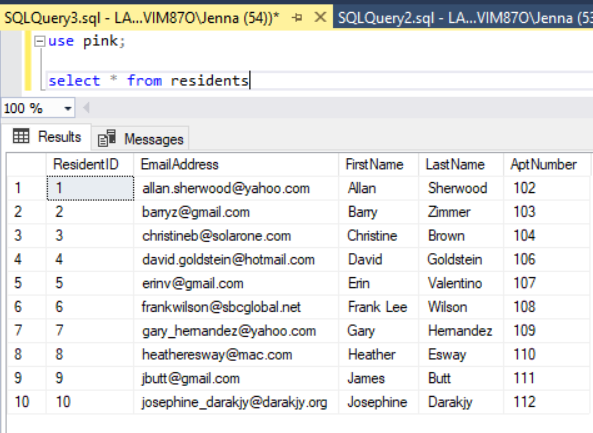 SQLQuery3.sql - LA...VIM87O\Jenna (54))* SQLQuery2.sql - LA...VIM87O\Jenna (53
use pink;
select * from residents
100 %
Results Messages
ResidentID EmailAddress FirstName LastName AptNumber
1 1 allan.sherwood@yahoo.com Allan Sherwood 102
2 2 barryz@gmail.com Barry Zimmer 103
3 3 christineb@solarone.com Christine Brown 104
4 4 david.goldstein@hotmail.com David Goldstein 106
5 5 erinv@gmail.com Erin Valentino 107
6 6 frankwilson@sbcglobal.net Frank Lee Wilson 108
7 7 gary_hernandez@yahoo.com Gary Hernandez 109
8 8 heatheresway@mac.com Heather Esway 110
9 9 jbutt@gmail.com James Butt 111
10 10 josephine_darakjy@darakjy.org Josephine Darakjy 112